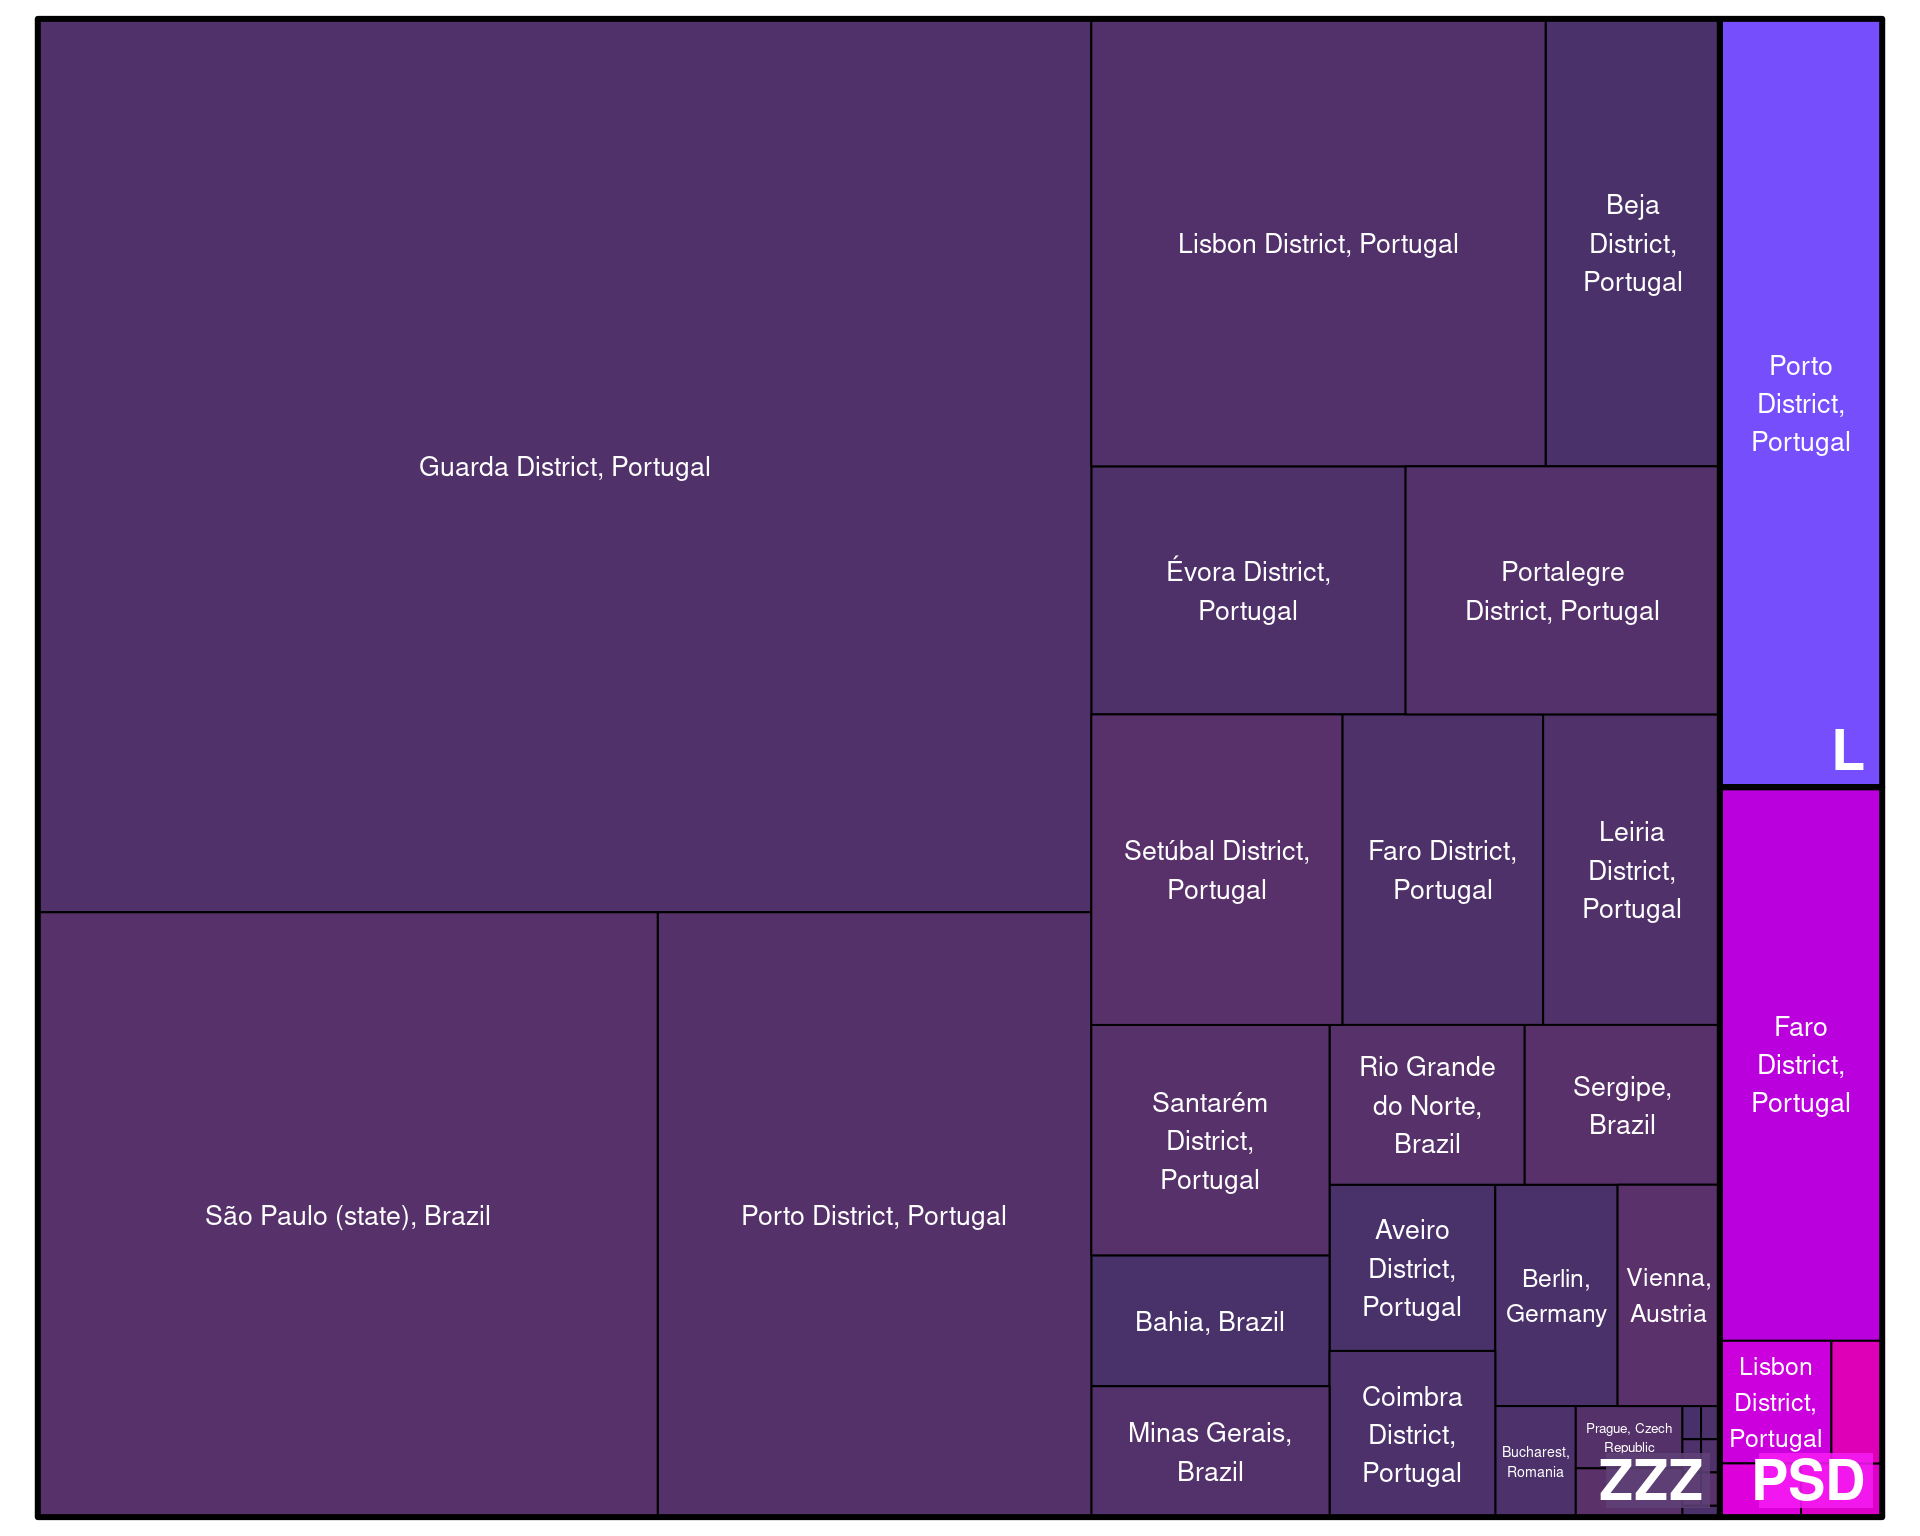 Guarda District, Portugal
São Paulo (state), Brazil
Porto District, Portugal
Lisbon District, Portugal
Beja
District,
Portugal
Évora District,
Portugal
Portalegre
District, Portugal
Setúbal District,
Portugal
Faro District,
Portugal
Leiria
District,
Portugal
Santarém
District,
Portugal
Rio Grande
do Norte,
Brazil
Sergipe,
Brazil
Bahia, Brazil
Minas Gerais,
Brazil
Aveiro
District,
Portugal
Coimbra
District,
Portugal
Berlin,
Germany
Vienna,
Austria
Bucharest,
Romania
Prague, Czech
Republic
ZZZ
Porto
District,
Portugal
L
Faro
District,
Portugal
Lisbon
District,
Portugal
PSD